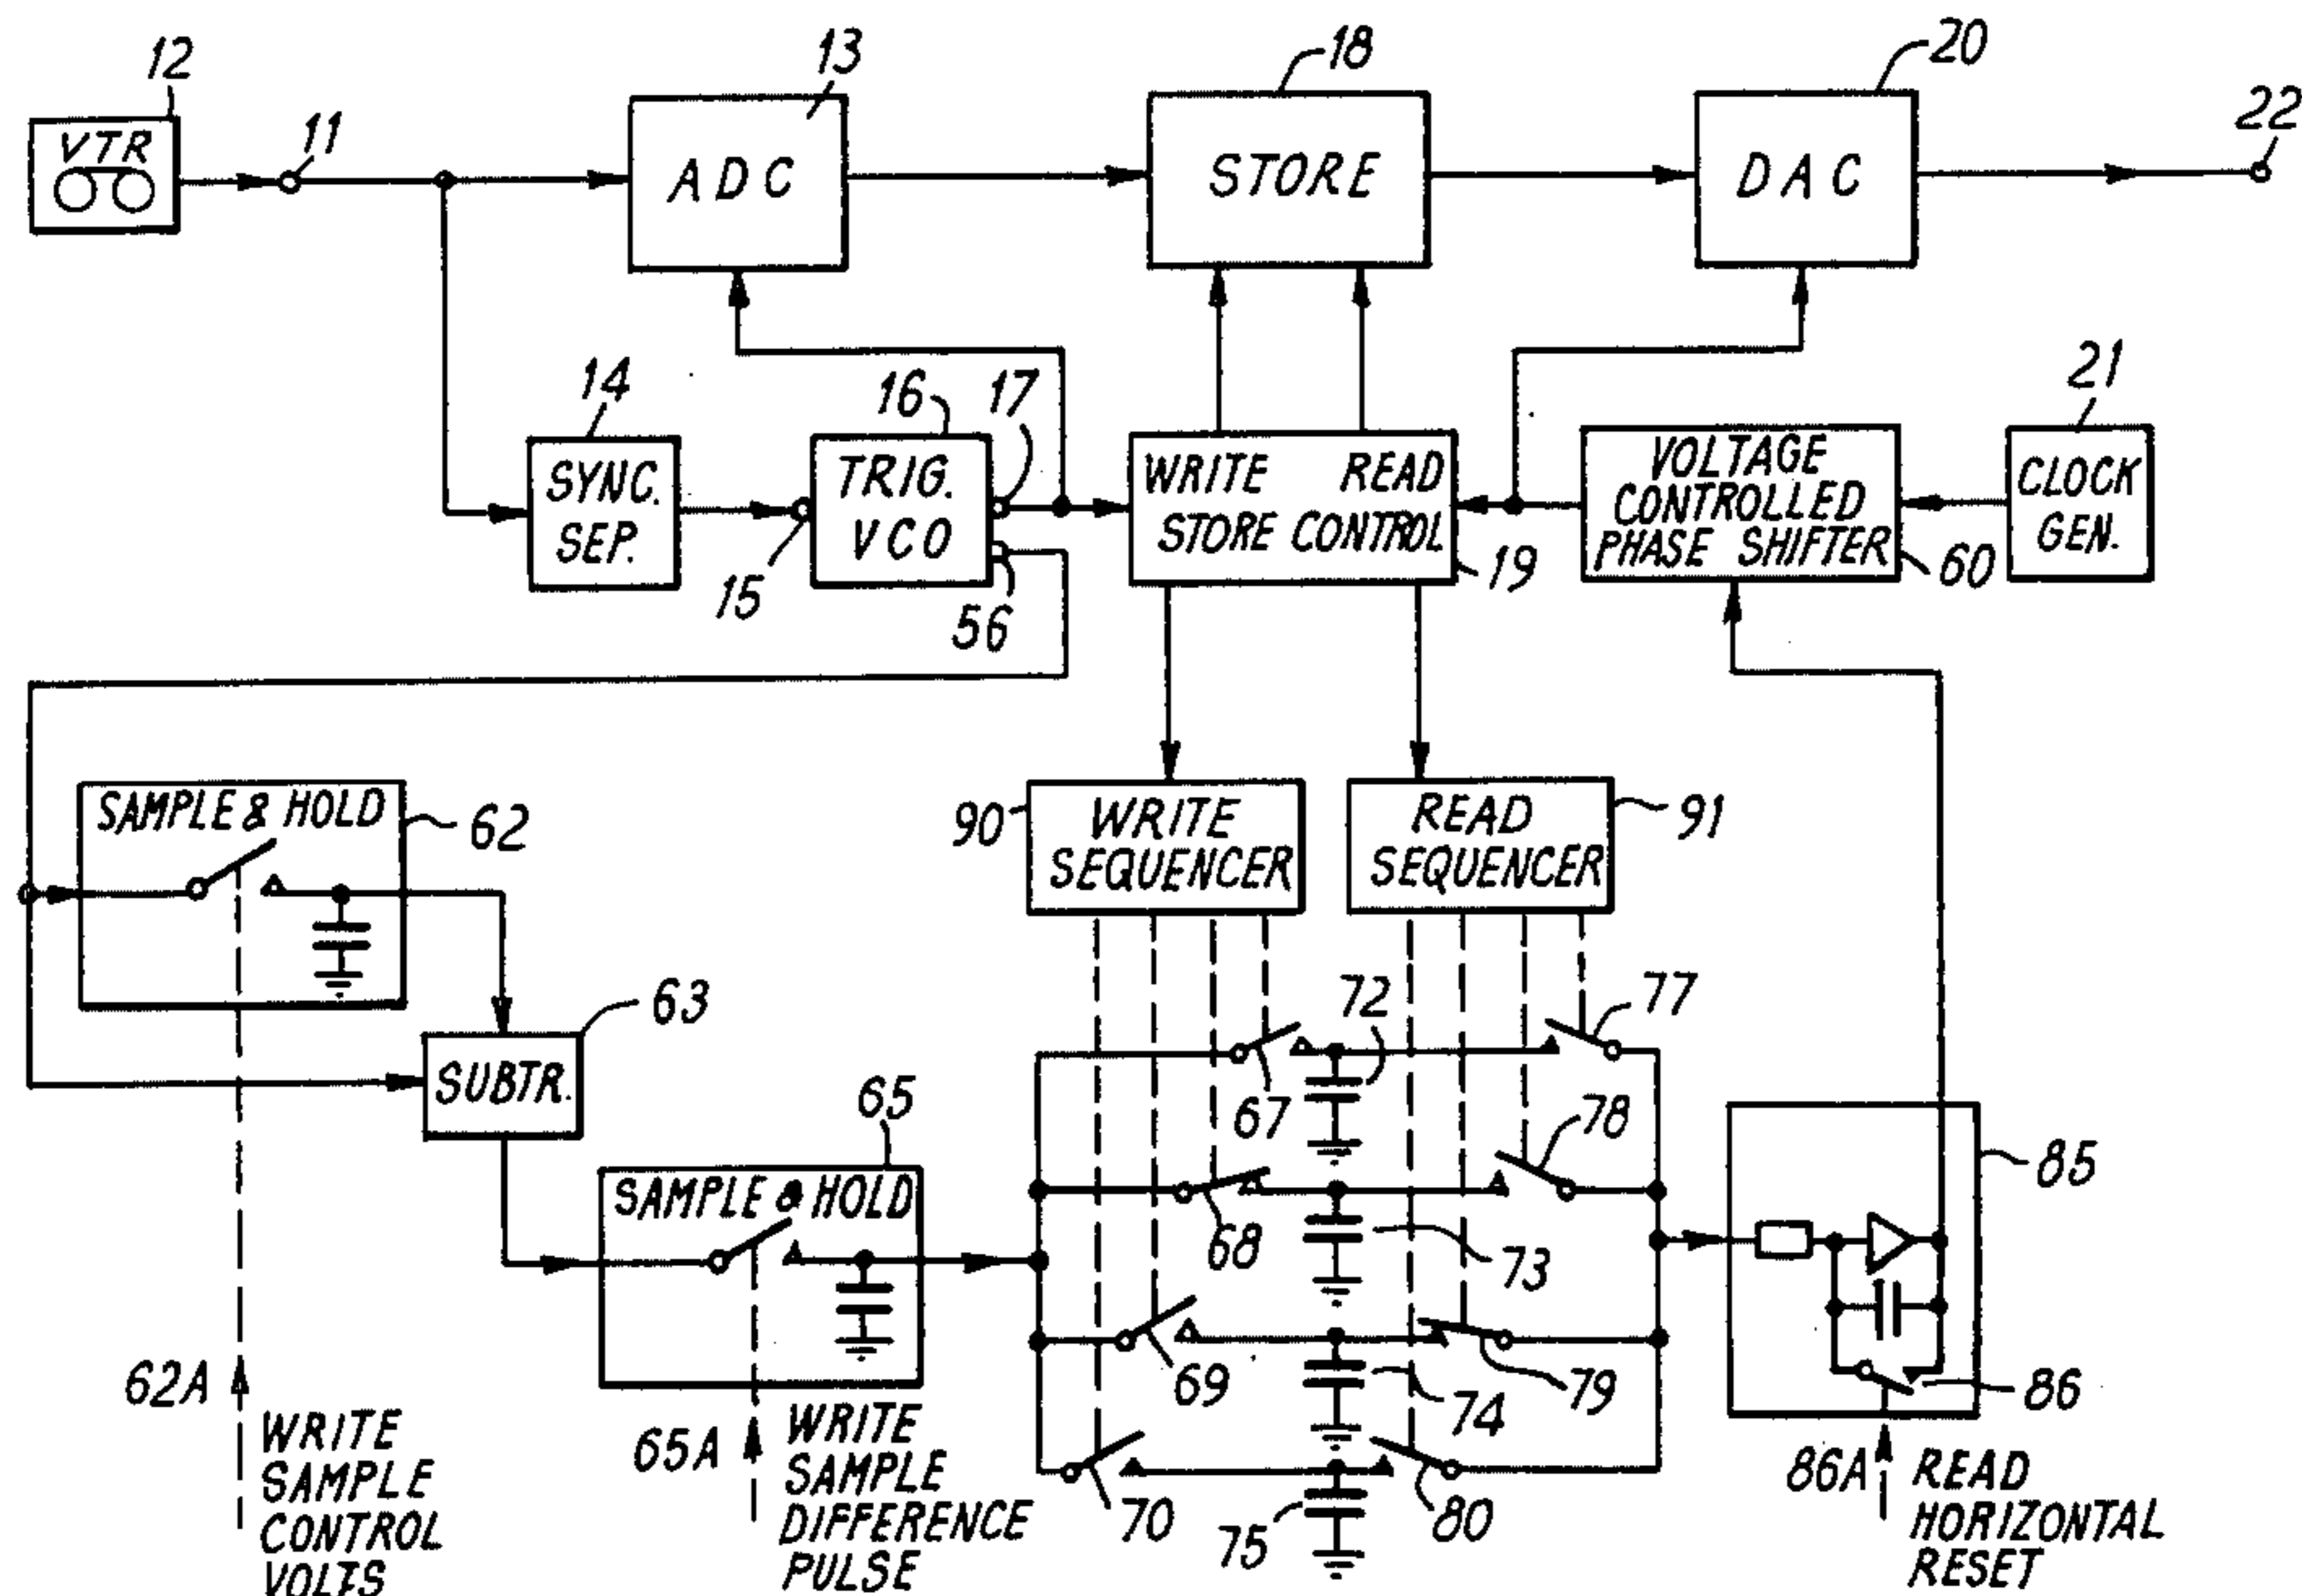 12
VTR
11
13
ADC
18
STORE
20
DAC
22
14
SYNC.
SEP.
15
16
TRIG.
VCO
17
56
WRITE READ
STORE CONTROL
19
VOLTAGE
CONTROLLED
PHASE SHIFTER
60
21
CLOCK
GEN.
SAMPLE & HOLD
62
63
SUBTR.
62A
WRITE
SAMPLE
CONTROL
VOLTS
65
SAMPLE & HOLD
65A
WRITE
SAMPLE
DIFFERENCE
PULSE
90
WRITE
SEQUENCER
91
READ
SEQUENCER
67
72
77
68
73
78
69
74
79
70
75
80
85
86
86A
READ
HORIZONTAL
RESET